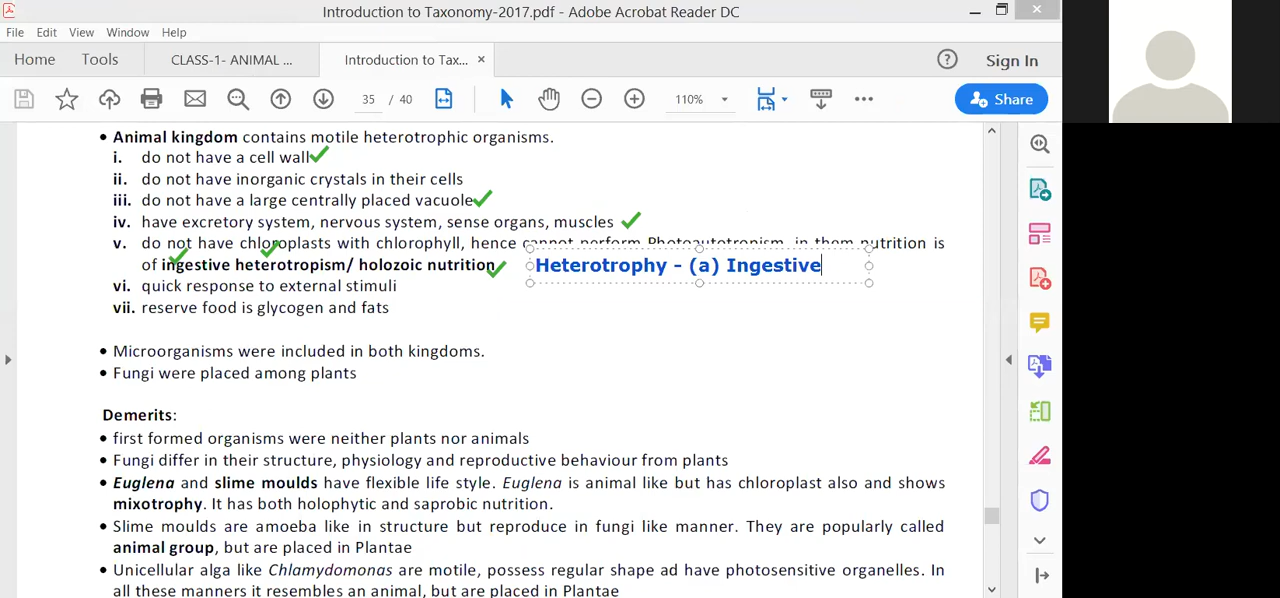 Introduction to Taxonomy-2017.pdf - Adobe Acrobat Reader DC
File Edit View Window Help
Home Tools CLASS-1- ANIMAL ... Introduction to Tax... × ? Sign In
35 / 40 110% Share
• Animal kingdom contains motile heterotrophic organisms.
i. do not have a cell wall
ii. do not have inorganic crystals in their cells
iii. do not have a large centrally placed vacuole
iv. have excretory system, nervous system, sense organs, muscles
v. do not have chloroplasts with chlorophyll, hence cannot perform Photoautotropism, in them nutrition is
of ingestive heterotropism/ holozoic nutrition Heterotrophy - (a) Ingestive
vi. quick response to external stimuli
vii. reserve food is glycogen and fats
• Microorganisms were included in both kingdoms.
• Fungi were placed among plants
Demerits:
• first formed organisms were neither plants nor animals
• Fungi differ in their structure, physiology and reproductive behaviour from plants
• Euglena and slime moulds have flexible life style. Euglena is animal like but has chloroplast also and shows
mixotrophy. It has both holophytic and saprobic nutrition.
• Slime moulds are amoeba like in structure but reproduce in fungi like manner. They are popularly called
animal group, but are placed in Plantae
• Unicellular alga like Chlamydomonas are motile, possess regular shape ad have photosensitive organelles. In
all these manners it resembles an animal, but are placed in Plantae